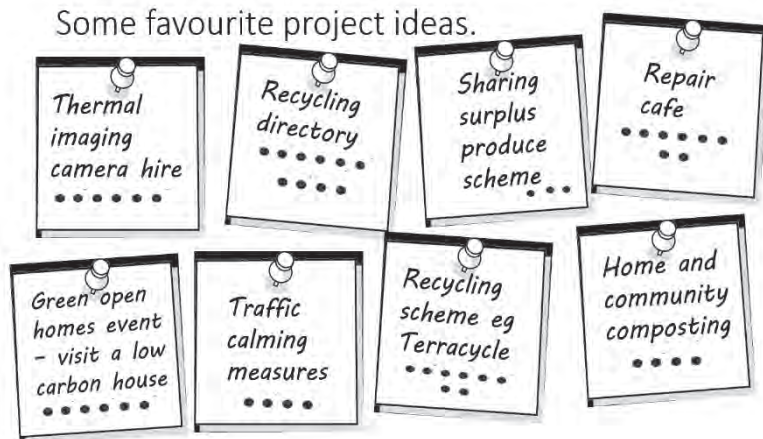 Some favourite project ideas.
Thermal
imaging
camera hire
Recycling
directory
Sharing
surplus
produce
scheme
Repair
cafe
Green open
homes event
– visit a low
carbon house
Traffic
calming
measures
Recycling
scheme eg
Terracycle
Home and
community
composting